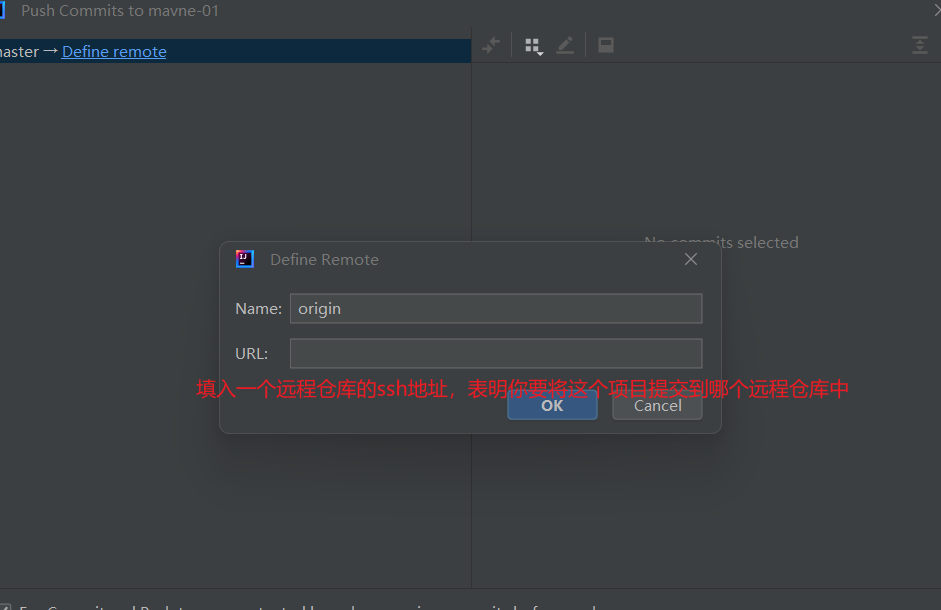 Push Commits to mavne-01
master → Define remote
No commits selected
Define Remote
Name: origin
URL:
填入一个远程仓库的ssh地址，表明你要将这个项目提交到哪个远程仓库中
OK Cancel